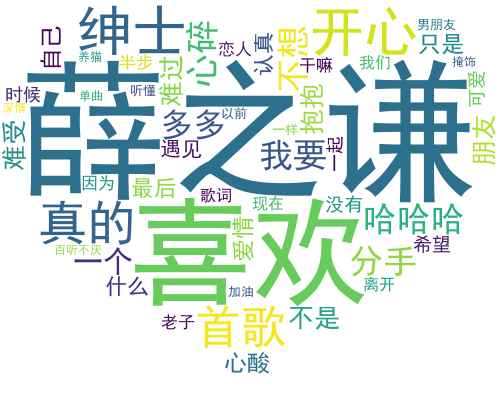 男朋友
绅士
开心
自己
养猫
半步
心碎
恋人
认真
不想
只是
干嘛
我们
掩饰
难过
时候
单曲
听懂
抱抱
可爱
薛之谦
深情
多多
以前
朋友
难受
遇见
我要
一样
一起
因为
最后
歌词
现在
没有
真的
喜欢
哈哈哈
爱情
希望
百听不厌
一个
分手
什么
加油
离开
老子
首歌
不是
心酸